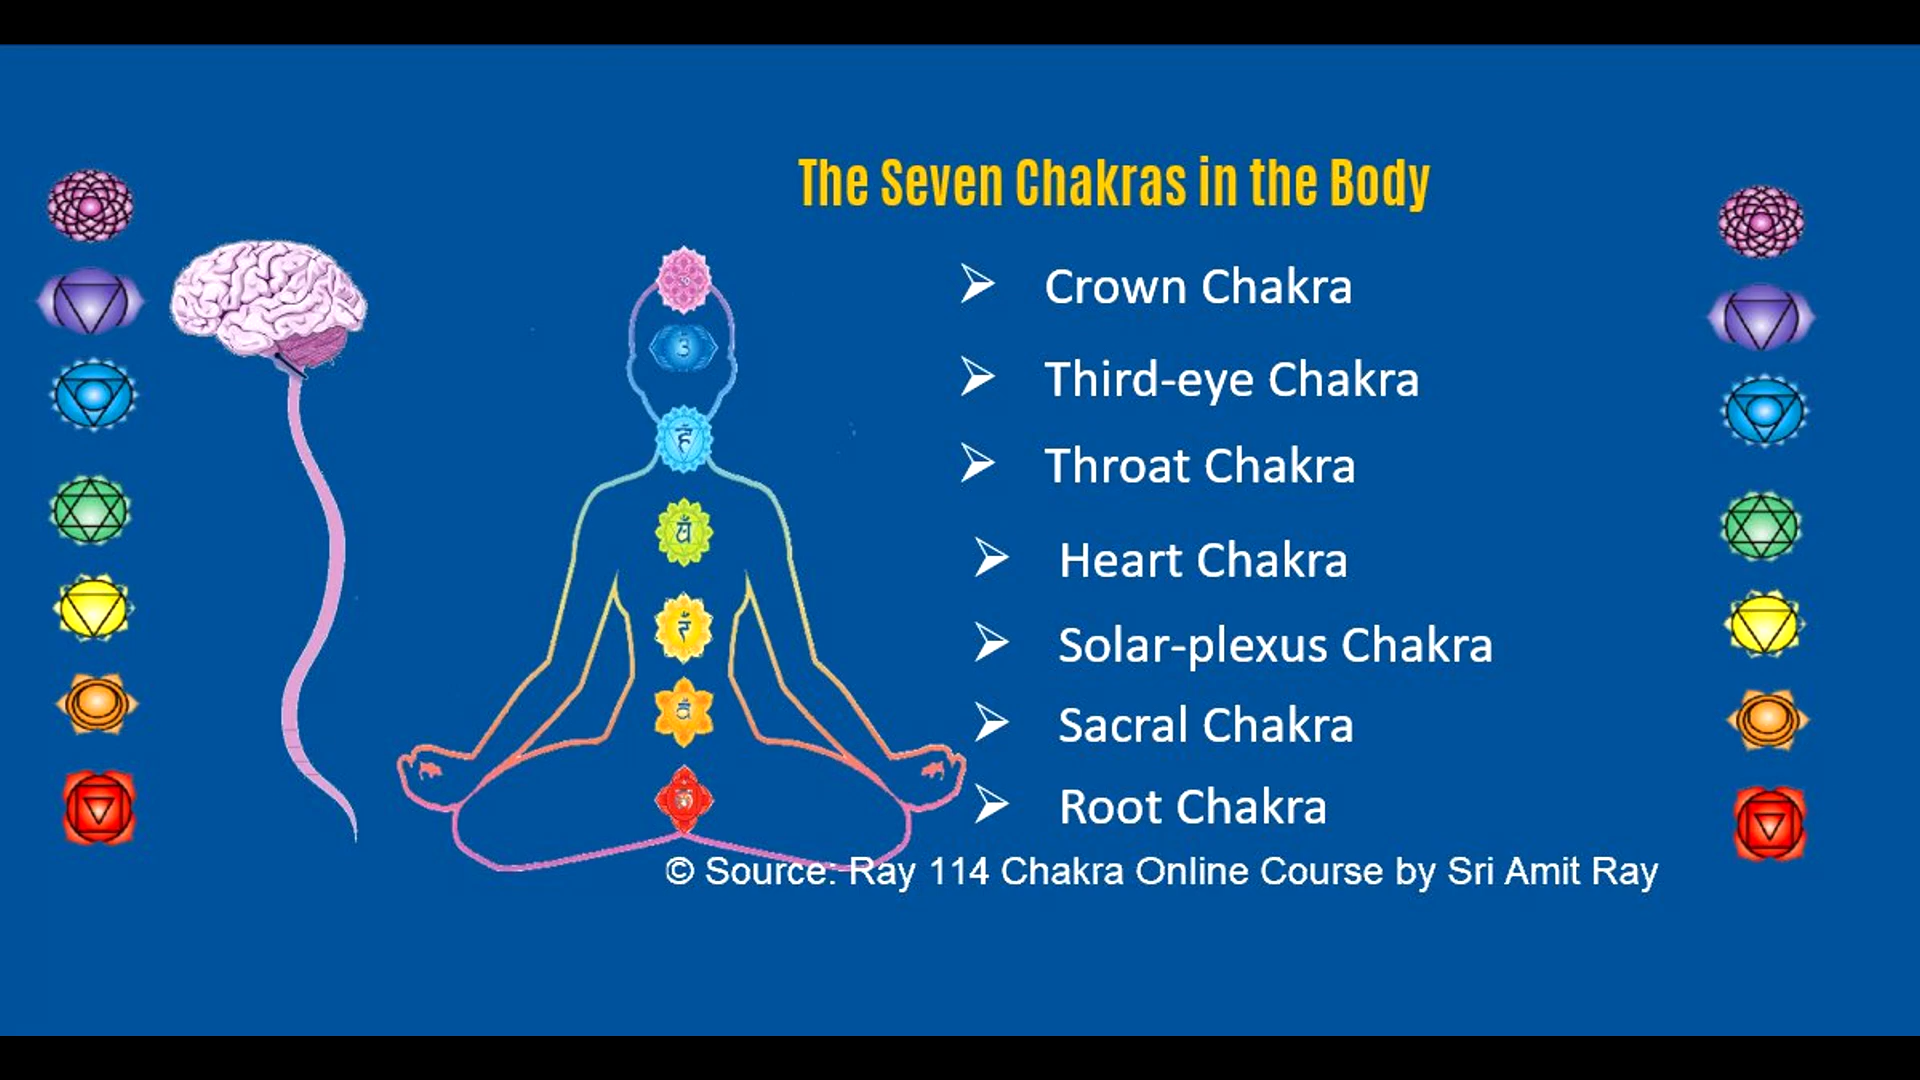 The Seven Chakras in the Body
Crown Chakra
Third-eye Chakra
Throat Chakra
Heart Chakra
Solar-plexus Chakra
Sacral Chakra
Root Chakra
© Source: Ray 114 Chakra Online Course by Sri Amit Ray
हं
यं
रं
वं